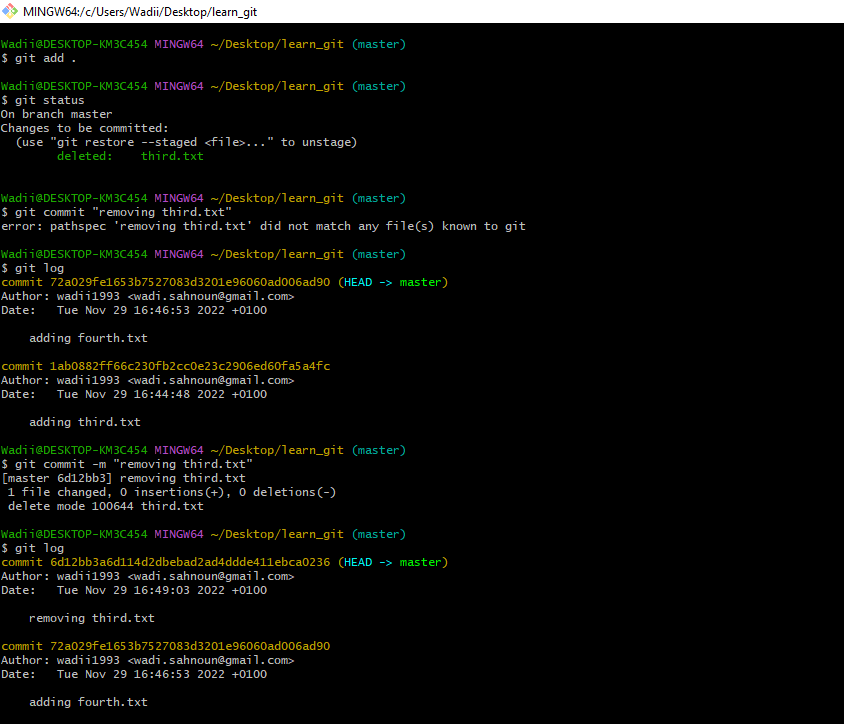 MINGW64:/c/Users/Wadii/Desktop/learn_git
Wadii@DESKTOP-KM3C454 MINGW64 ~/Desktop/learn_git (master)
$ git add .
Wadii@DESKTOP-KM3C454 MINGW64 ~/Desktop/learn_git (master)
$ git status
On branch master
Changes to be committed:
  (use "git restore --staged <file>..." to unstage)
        deleted:    third.txt
Wadii@DESKTOP-KM3C454 MINGW64 ~/Desktop/learn_git (master)
$ git commit "removing third.txt"
error: pathspec 'removing third.txt' did not match any file(s) known to git
Wadii@DESKTOP-KM3C454 MINGW64 ~/Desktop/learn_git (master)
$ git log
commit 72a029fe1653b7527083d3201e96060ad006ad90 (HEAD -> master)
Author: wadii1993 <wadi.sahnoun@gmail.com>
Date:   Tue Nov 29 16:46:53 2022 +0100
    adding fourth.txt
commit 1ab0882ff66c230fb2cc0e23c2906ed60fa5a4fc
Author: wadii1993 <wadi.sahnoun@gmail.com>
Date:   Tue Nov 29 16:44:48 2022 +0100
    adding third.txt
Wadii@DESKTOP-KM3C454 MINGW64 ~/Desktop/learn_git (master)
$ git commit -m "removing third.txt"
[master 6d12bb3] removing third.txt
 1 file changed, 0 insertions(+), 0 deletions(-)
 delete mode 100644 third.txt
Wadii@DESKTOP-KM3C454 MINGW64 ~/Desktop/learn_git (master)
$ git log
commit 6d12bb3a6d114d2dbebad2ad4ddde411ebca0236 (HEAD -> master)
Author: wadii1993 <wadi.sahnoun@gmail.com>
Date:   Tue Nov 29 16:49:03 2022 +0100
    removing third.txt
commit 72a029fe1653b7527083d3201e96060ad006ad90
Author: wadii1993 <wadi.sahnoun@gmail.com>
Date:   Tue Nov 29 16:46:53 2022 +0100
    adding fourth.txt